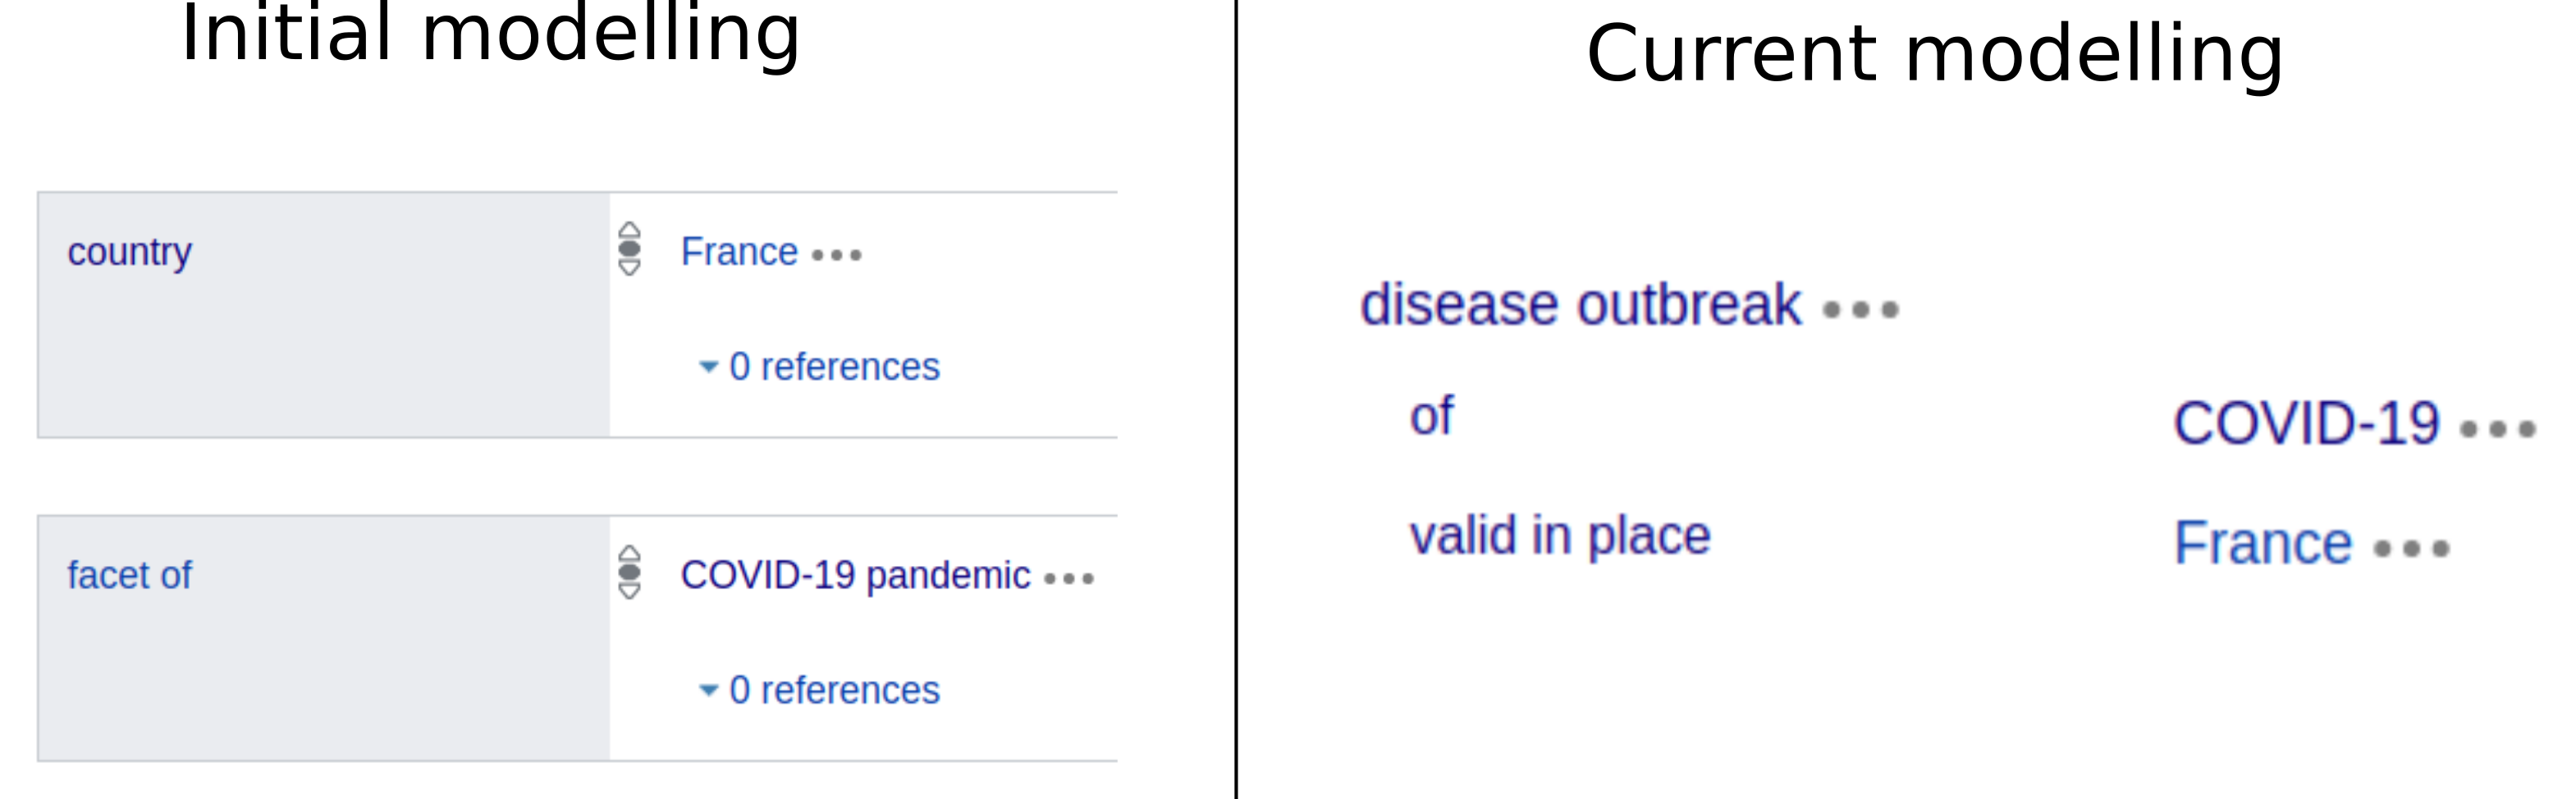 Initial modelling
country
France
0 references
facet of
COVID-19 pandemic
0 references
Current modelling
disease outbreak
of
COVID-19
valid in place
France